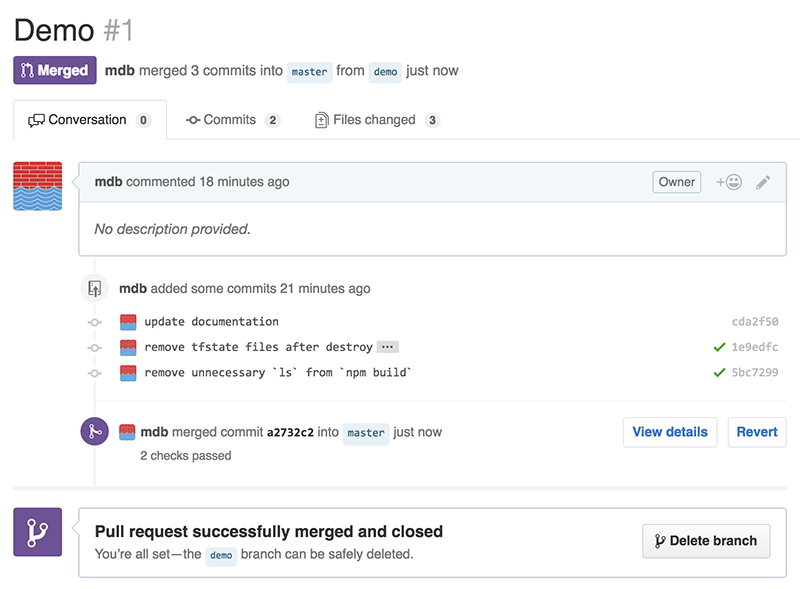 Demo #1
Merged mdb merged 3 commits into master from demo just now
Conversation 0 Commits 2 Files changed 3
mdb commented 18 minutes ago Owner
No description provided.
mdb added some commits 21 minutes ago
update documentation cda2f50
remove tfstate files after destroy … 1e9edfc
remove unnecessary `ls` from `npm build` 5bc7299
mdb merged commit a2732c2 into master just now View details Revert
2 checks passed
Pull request successfully merged and closed
You’re all set—the demo branch can be safely deleted. Delete branch